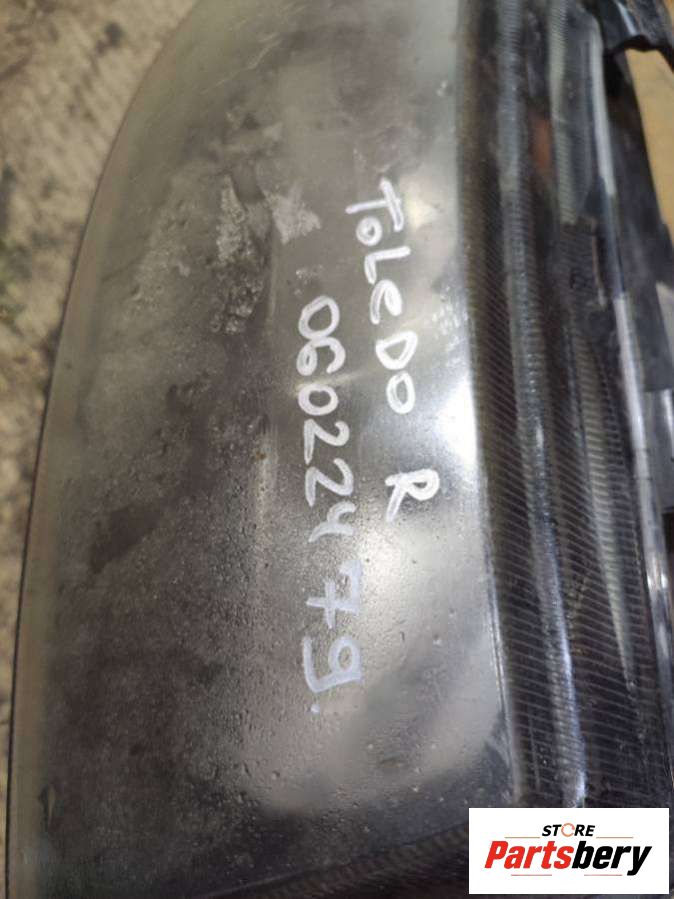 ToLeDo R
06022479.
STORE
Partsbery